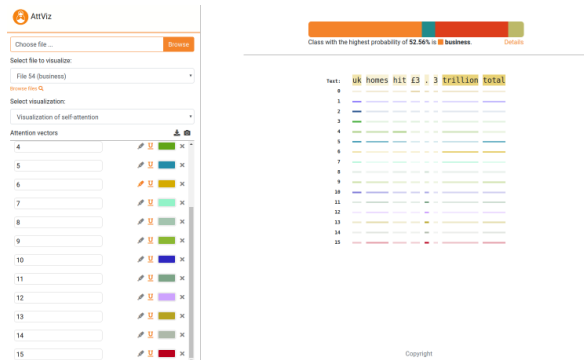 AttViz
Choose file ...
Browse
Select file to visualize:
File 54 (business)
Browse files
Select visualization:
Visualization of self-attention
Attention vectors
4
5
6
7
8
9
10
11
12
13
14
15
Class with the highest probability of 52.56% is business.
Details
Text: uk homes hit £3 . 3 trillion total
0
1
2
3
4
5
6
7
8
9
10
11
12
13
14
15
Copyright